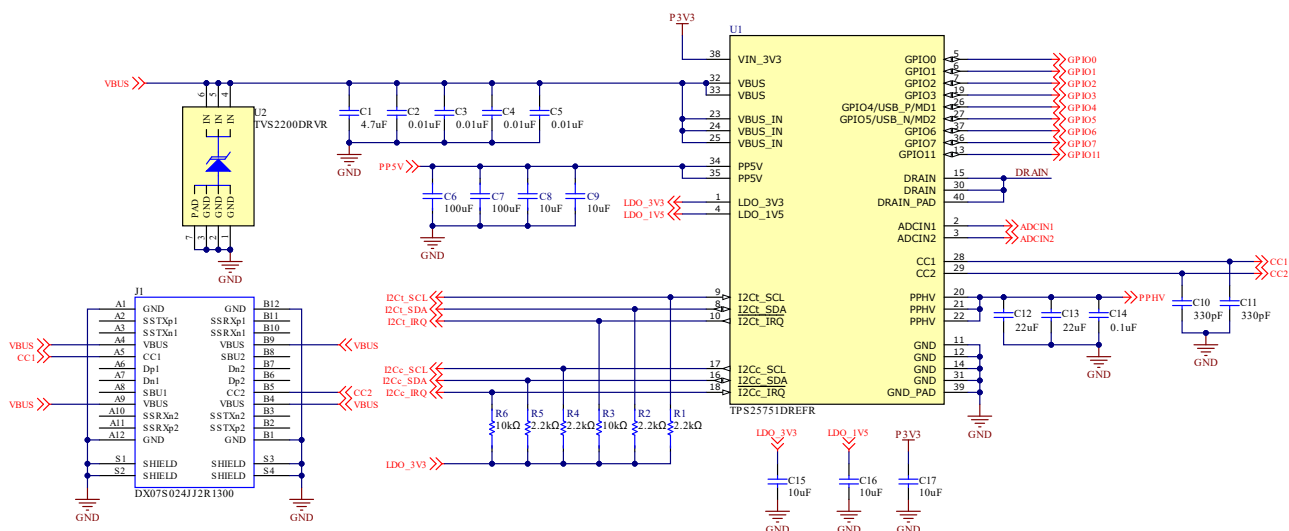 P3V3
U1
38 VIN_3V3 GPIO0 5 GPIO0
GPIO1 6 GPIO1
VBUS 32 VBUS GPIO2 7 GPIO2
33 VBUS GPIO3 19 GPIO3
GPIO4/USB_P/MD1 26 GPIO4
23 VBUS_IN GPIO5/USB_N/MD2 27 GPIO5
24 VBUS_IN GPIO6 37 GPIO6
25 VBUS_IN GPIO7 36 GPIO7
GPIO11 13 GPIO11
6 5 4
IN IN IN
U2
TVS2200DRVR
PAD GND GND GND
7 3 2 1
GND
C1 4.7uF
C2 0.01uF
C3 0.01uF
C4 0.01uF
C5 0.01uF
GND
PP5V 34 PP5V
35 PP5V
DRAIN 15 DRAIN
DRAIN 30
DRAIN_PAD 40
C6 100uF
C7 100uF
C8 10uF
C9 10uF
GND
LDO_3V3 1 LDO_3V3
LDO_1V5 4 LDO_1V5
ADCIN1 2 ADCIN1
ADCIN2 3 ADCIN2
CC1 28 CC1
CC2 29 CC2
I2Ct_SCL 9 I2Ct_SCL
I2Ct_SDA 8 I2Ct_SDA
I2Ct_IRQ 10 I2Ct_IRQ
PPHV 20 PPHV
PPHV 21
PPHV 22
C12 22uF
C13 22uF
C14 0.1uF
GND
C10 330pF
C11 330pF
GND
GND 11
GND 12
GND 14
GND 31
GND_PAD 39
GND
I2Cc_SCL 17 I2Cc_SCL
I2Cc_SDA 16 I2Cc_SDA
I2Cc_IRQ 18 I2Cc_IRQ
TPS25751DREFR
R6 10kΩ
R5 2.2kΩ
R4 2.2kΩ
R3 10kΩ
R2 2.2kΩ
R1 2.2kΩ
LDO_3V3
J1
A1 GND GND B12
A2 SSTXp1 SSRXp1 B11
A3 SSTXn1 SSRXn1 B10
VBUS A4 VBUS VBUS B9 VBUS
CC1 A5 CC1 SBU2 B8
A6 Dp1 Dn2 B7
A7 Dn1 Dp2 B6
A8 SBU1 CC2 B5 CC2
VBUS A9 VBUS VBUS B4 VBUS
A10 SSRXn2 SSTXn2 B3
A11 SSRXp2 SSTXp2 B2
A12 GND GND B1
S1 SHIELD SHIELD S3
S2 SHIELD SHIELD S4
DX07S024JJ2R1300
GND
GND
LDO_3V3
C15 10uF
GND
LDO_1V5
C16 10uF
GND
P3V3
C17 10uF
GND